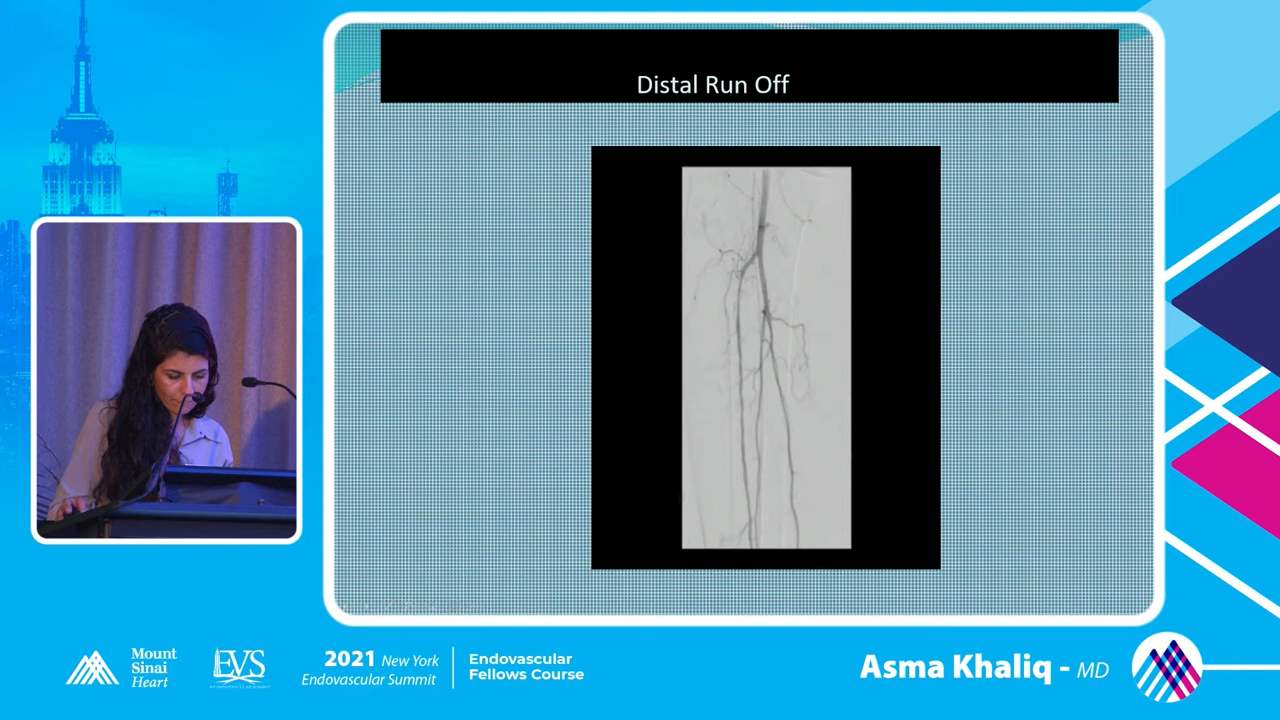 Distal Run Off
Mount
Sinai
Heart
EVS
2021 New York
Endovascular Summit
Endovascular
Fellows Course
Asma Khaliq - MD